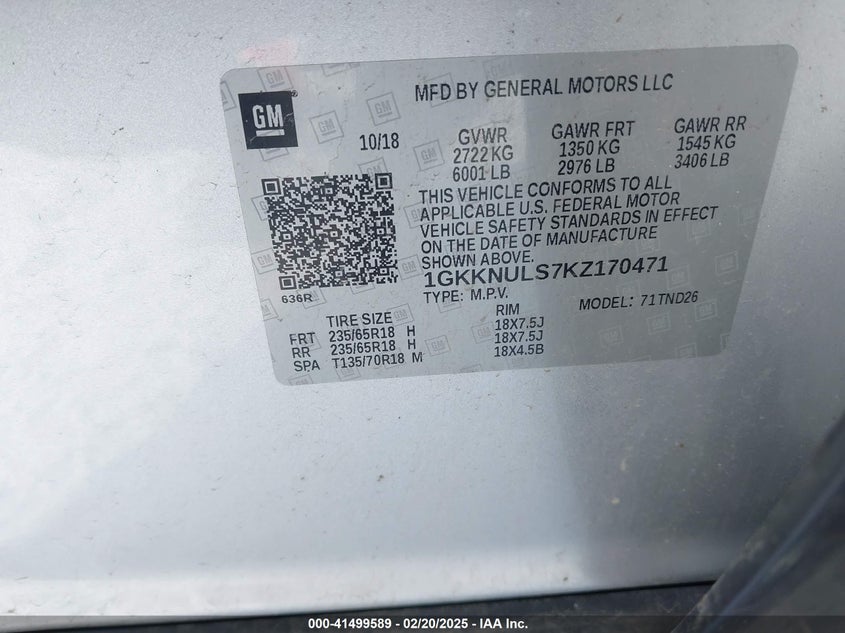 MFD BY GENERAL MOTORS LLC
GM
10/18
GVWR GAWR FRT GAWR RR
2722 KG 1350 KG 1545 KG
6001 LB 2976 LB 3406 LB
THIS VEHICLE CONFORMS TO ALL
APPLICABLE U.S. FEDERAL MOTOR
VEHICLE SAFETY STANDARDS IN EFFECT
ON THE DATE OF MANUFACTURE
SHOWN ABOVE.
1GKKNULS7KZ170471
636R
TYPE: M.P.V. MODEL: 71TND26
TIRE SIZE RIM
FRT 235/65R18 H 18X7.5J
RR 235/65R18 H 18X7.5J
SPA T135/70R18 M 18X4.5B
000-41499589 - 02/20/2025 - IAA Inc.